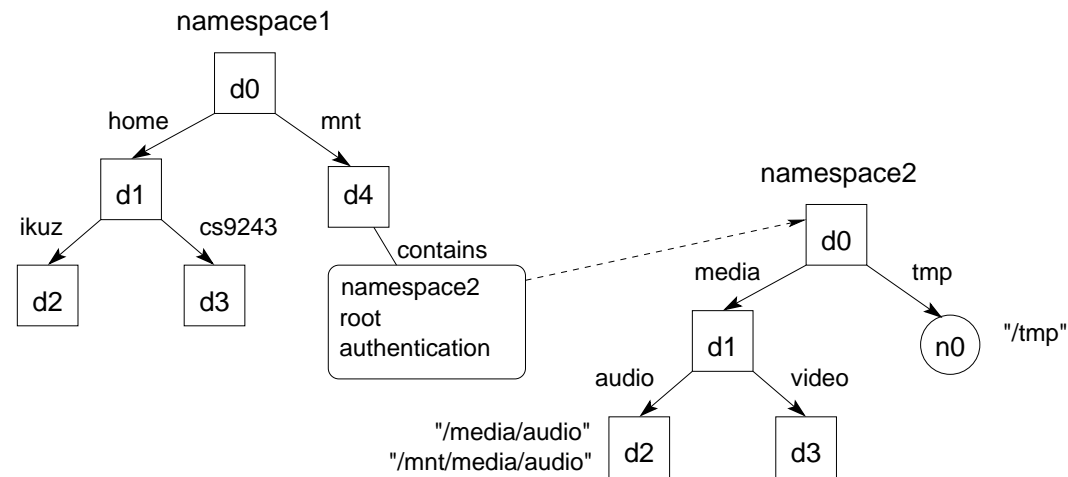 namespace1
d0
home
mnt
d1
d4
ikuz
cs9243
d2
d3
contains
namespace2
root
authentication
namespace2
d0
media
tmp
d1
n0
"/tmp"
audio
video
"/media/audio"
"/mnt/media/audio"
d2
d3